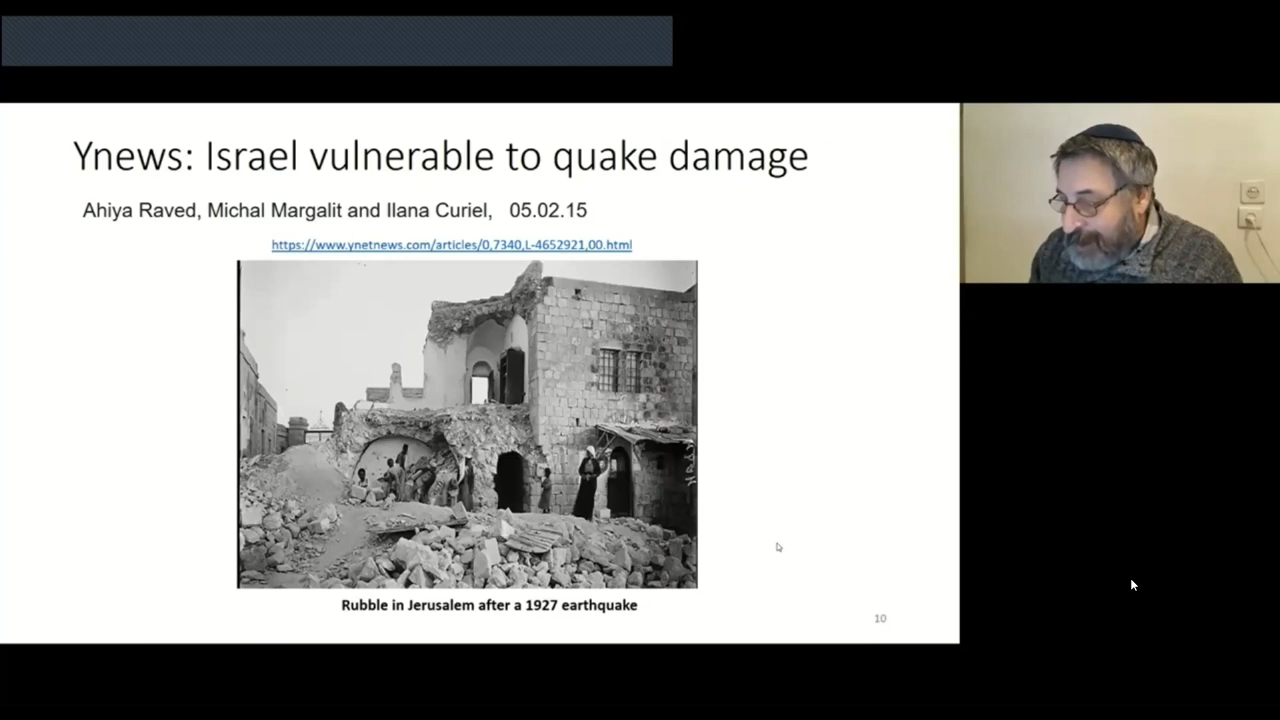 Ynews: Israel vulnerable to quake damage
Ahiya Raved, Michal Margalit and Ilana Curiel, 05.02.15
https://www.ynetnews.com/articles/0,7340,L-4652921,00.html
Rubble in Jerusalem after a 1927 earthquake
10